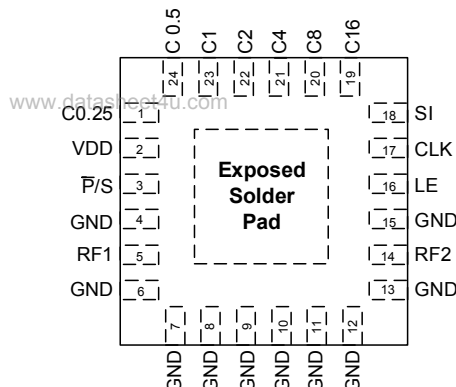 C 0.5 C1 C2 C4 C8 C16
24 23 22 21 20 19
www.datasheet4u.com
C0.25 1 18 SI
VDD 2 17 CLK
P̅/S 3 16 LE
GND 4 15 GND
RF1 5 14 RF2
GND 6 13 GND
Exposed
Solder
Pad
7 8 9 10 11 12
GND GND GND GND GND GND